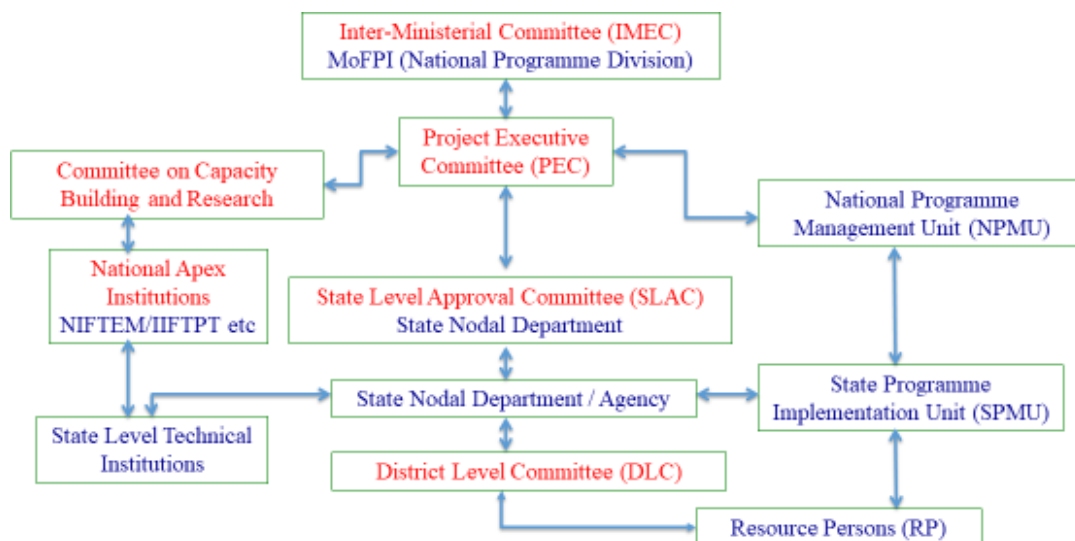 Inter-Ministerial Committee (IMEC)
MoFPI (National Programme Division)
Project Executive
Committee (PEC)
Committee on Capacity
Building and Research
National Programme
Management Unit (NPMU)
National Apex
Institutions
NIFTEM/IIFTPT etc
State Level Approval Committee (SLAC)
State Nodal Department
State Nodal Department / Agency
State Programme
Implementation Unit (SPMU)
State Level Technical
Institutions
District Level Committee (DLC)
Resource Persons (RP)